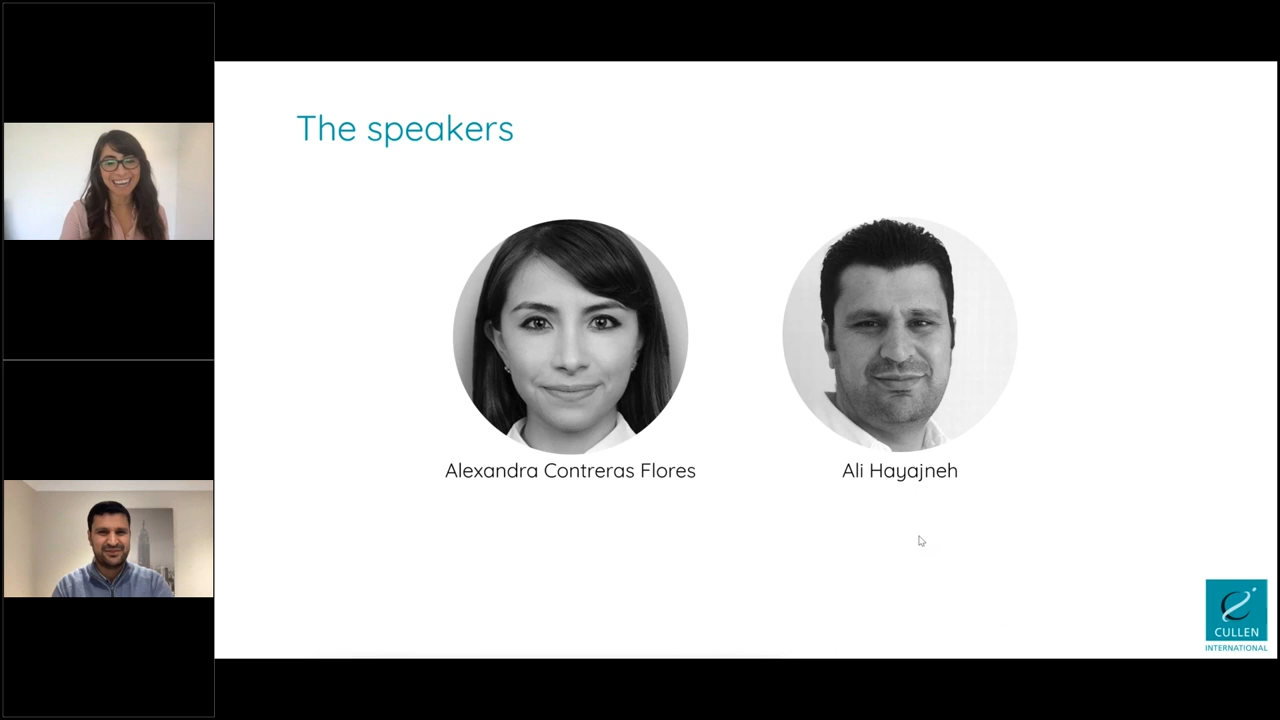 The speakers
Alexandra Contreras Flores
Ali Hayajneh
CULLEN
INTERNATIONAL